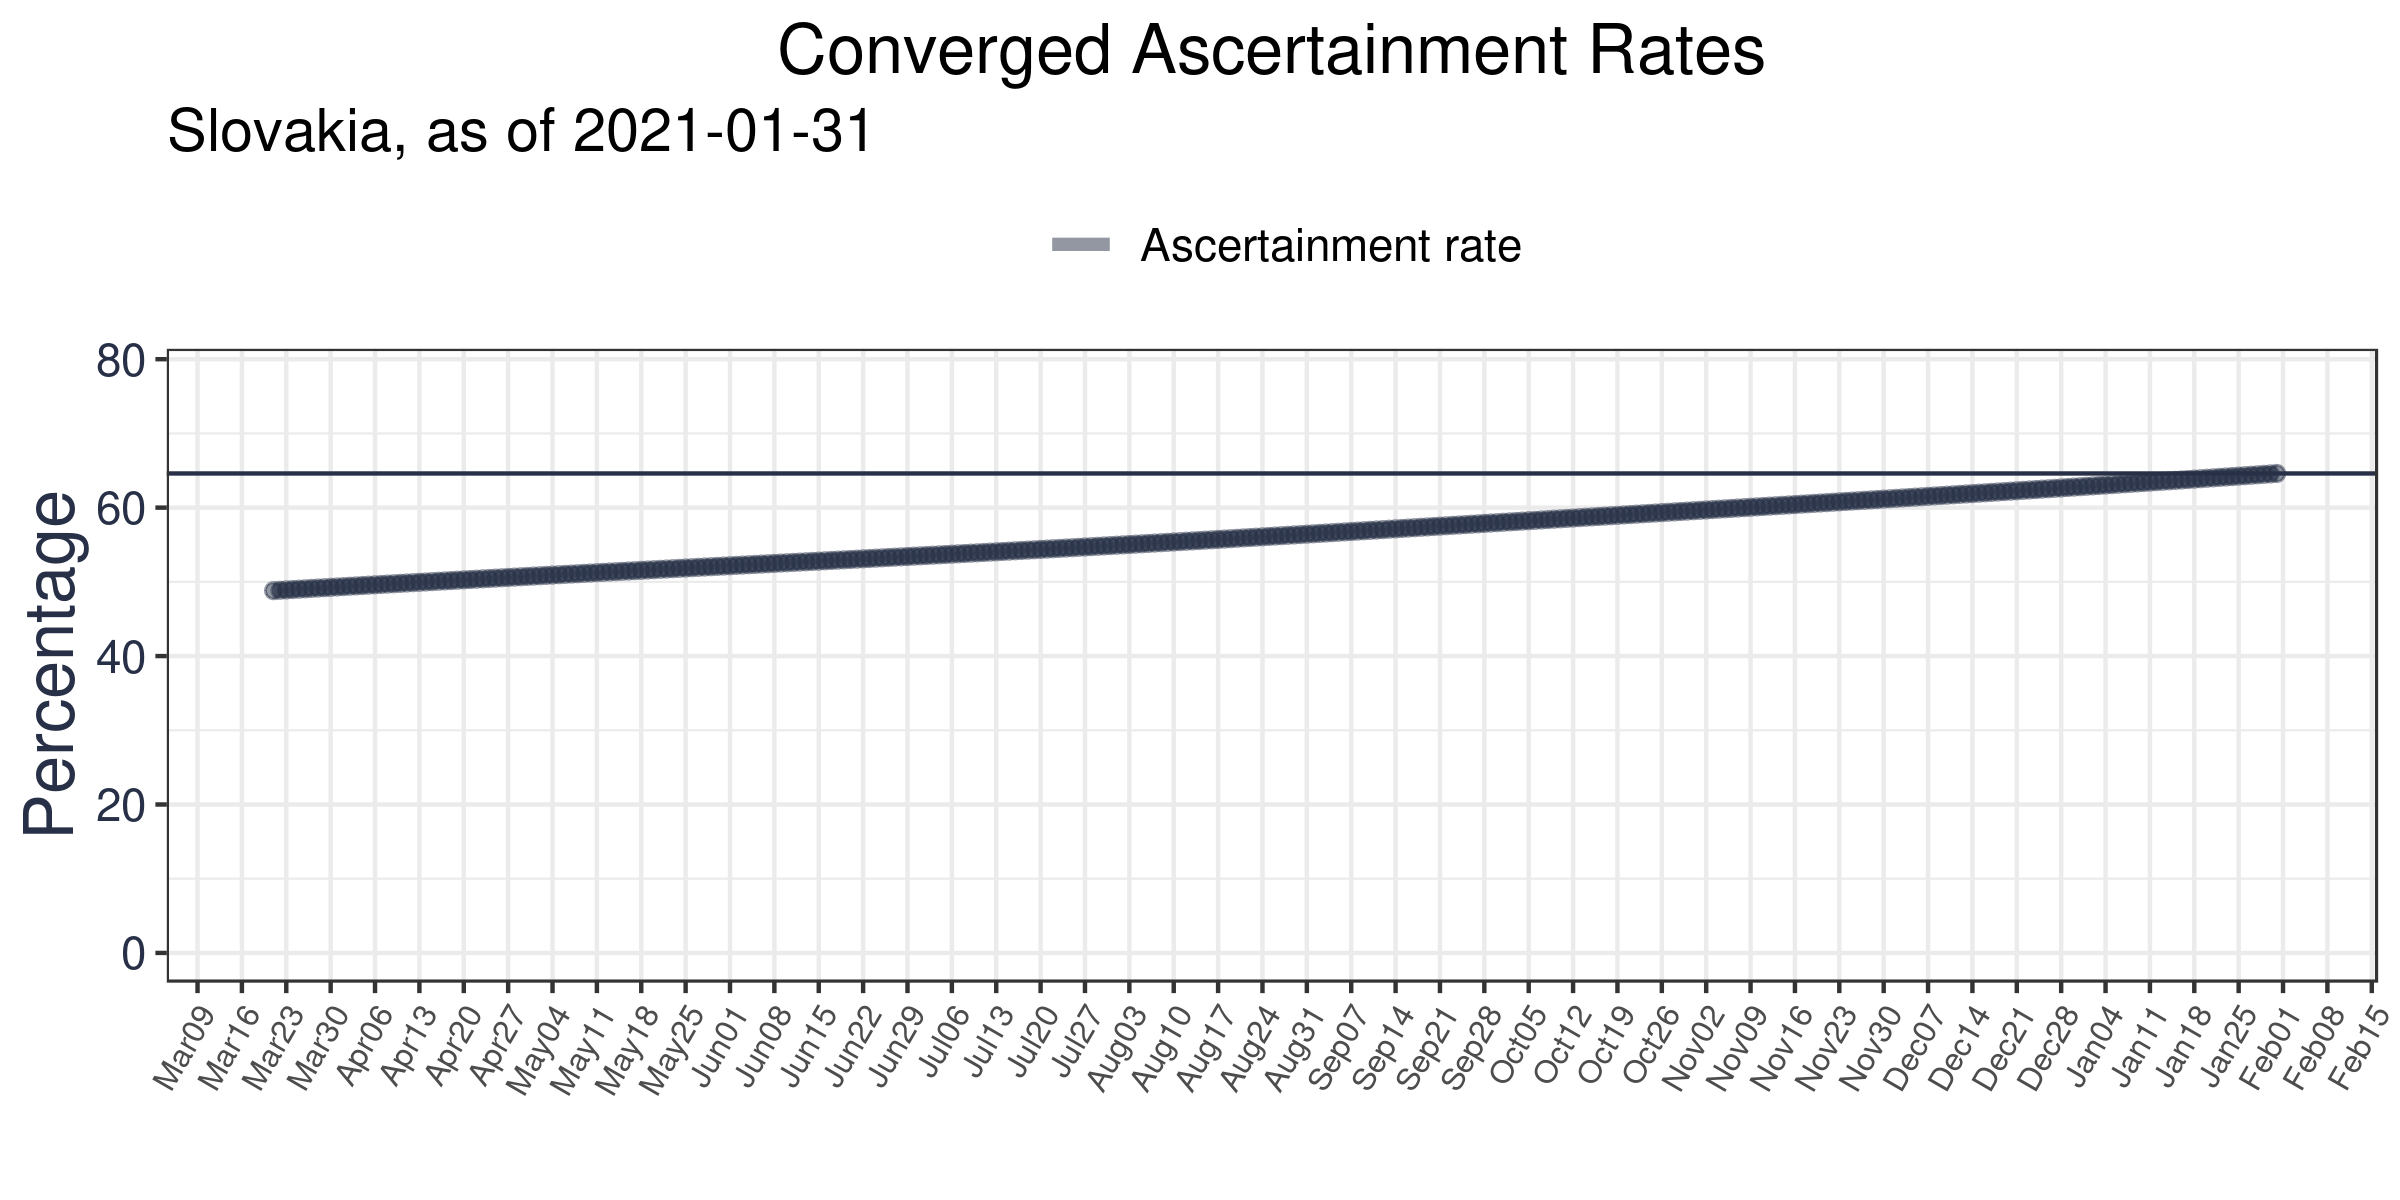 Converged Ascertainment Rates
Slovakia, as of 2021-01-31
Ascertainment rate
Percentage
80
60
40
20
0
Mar09
Mar16
Mar23
Mar30
Apr06
Apr13
Apr20
Apr27
May04
May11
May18
May25
Jun01
Jun08
Jun15
Jun22
Jun29
Jul06
Jul13
Jul20
Jul27
Aug03
Aug10
Aug17
Aug24
Aug31
Sep07
Sep14
Sep21
Sep28
Oct05
Oct12
Oct19
Oct26
Nov02
Nov09
Nov16
Nov23
Nov30
Dec07
Dec14
Dec21
Dec28
Jan04
Jan11
Jan18
Jan25
Feb01
Feb08
Feb15